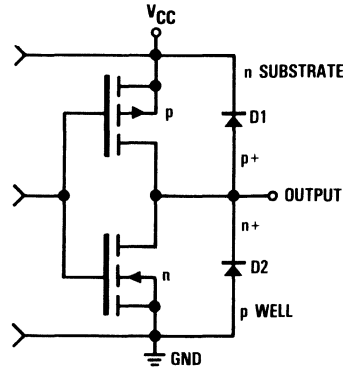 VCC
n SUBSTRATE
D1
p
p+
OUTPUT
n+
n
D2
p WELL
GND